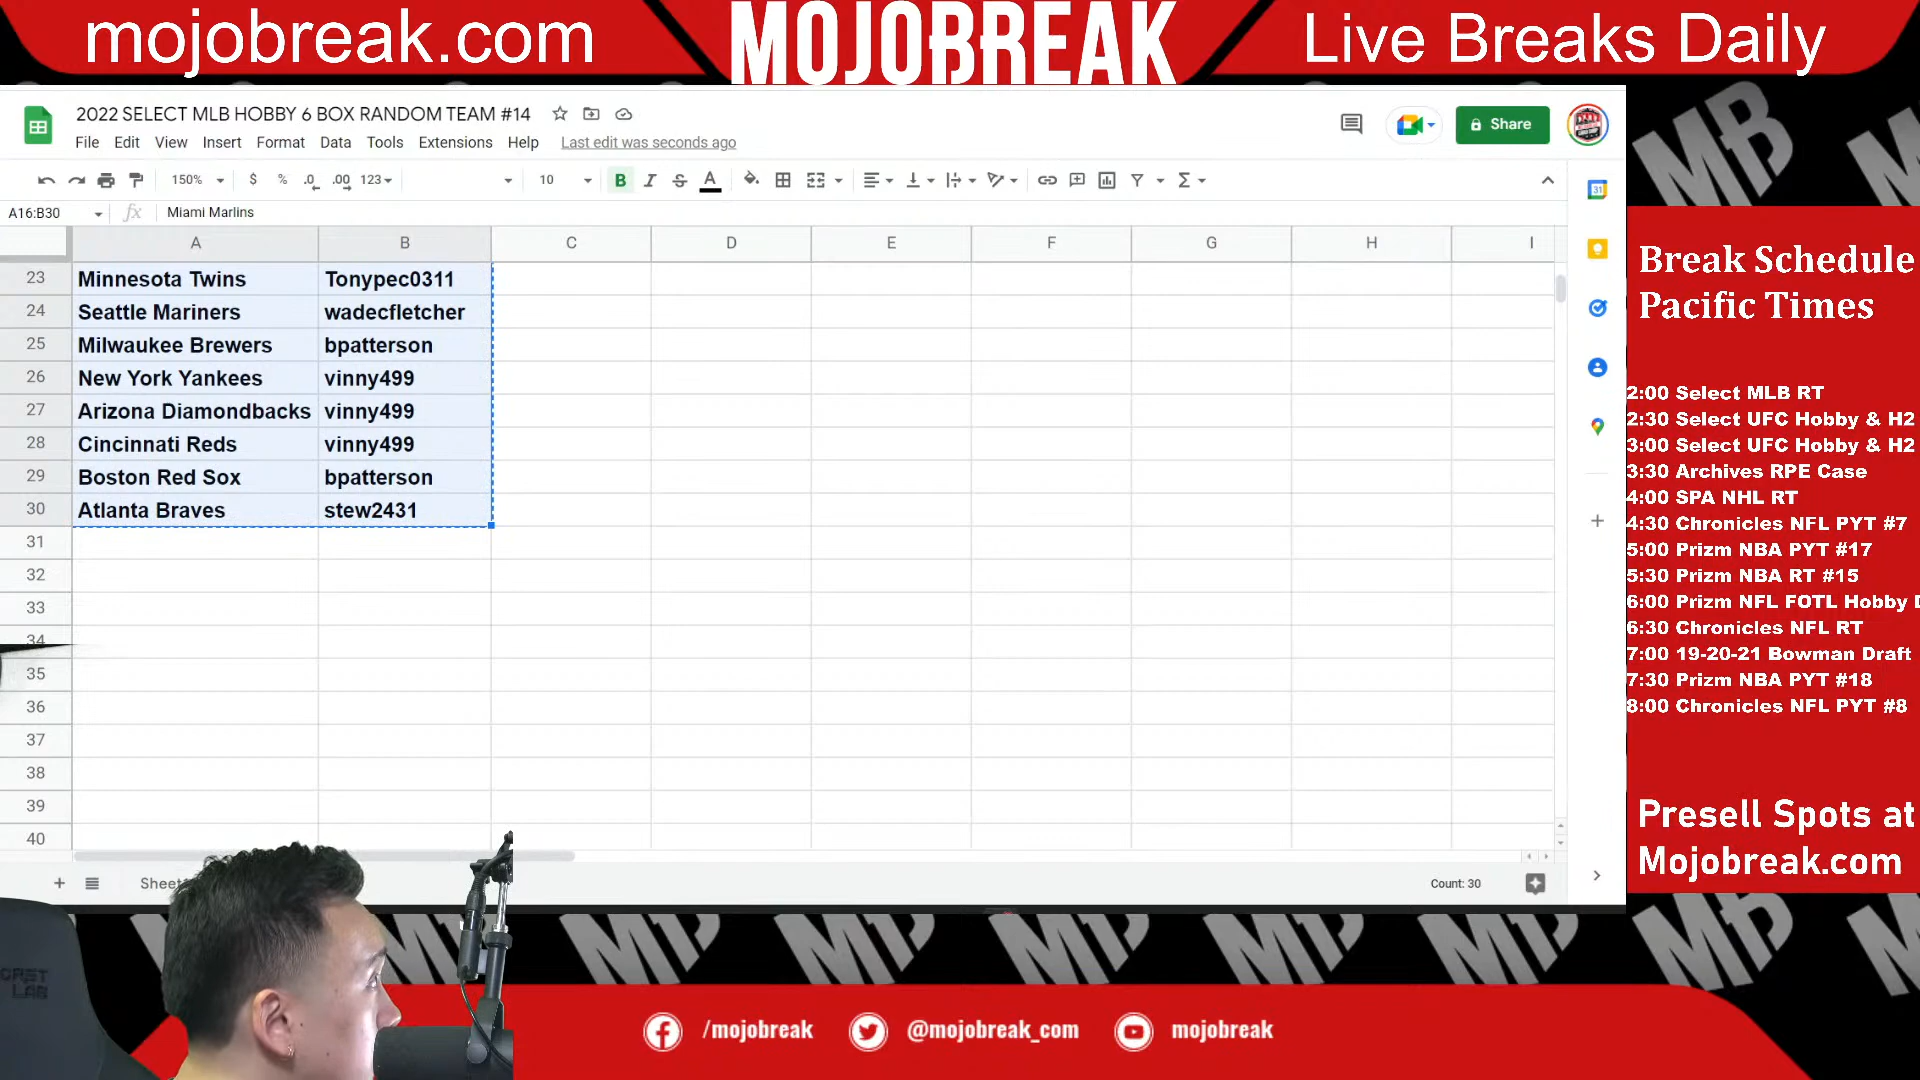 mojobreak.com
MOJOBREAK
Live Breaks Daily
2022 SELECT MLB HOBBY 6 BOX RANDOM TEAM #14
File Edit View Insert Format Data Tools Extensions Help Last edit was seconds ago
Share
150% $ % .0 .00 123 10 B I S A
A16:B30 fx Miami Marlins
A B C D E F G H I
23 Minnesota Twins Tonypec0311
24 Seattle Mariners wadecfletcher
25 Milwaukee Brewers bpatterson
26 New York Yankees vinny499
27 Arizona Diamondbacks vinny499
28 Cincinnati Reds vinny499
29 Boston Red Sox bpatterson
30 Atlanta Braves stew2431
31
32
33
34
35
36
37
38
39
40
Count: 30
31
Break Schedule
Pacific Times
2:00 Select MLB RT
2:30 Select UFC Hobby & H2
3:00 Select UFC Hobby & H2
3:30 Archives RPE Case
4:00 SPA NHL RT
4:30 Chronicles NFL PYT #7
5:00 Prizm NBA PYT #17
5:30 Prizm NBA RT #15
6:00 Prizm NFL FOTL Hobby
6:30 Chronicles NFL RT
7:00 19-20-21 Bowman Draft
7:30 Prizm NBA PYT #18
8:00 Chronicles NFL PYT #8
Presell Spots at
Mojobreak.com
/mojobreak
@mojobreak_com
mojobreak